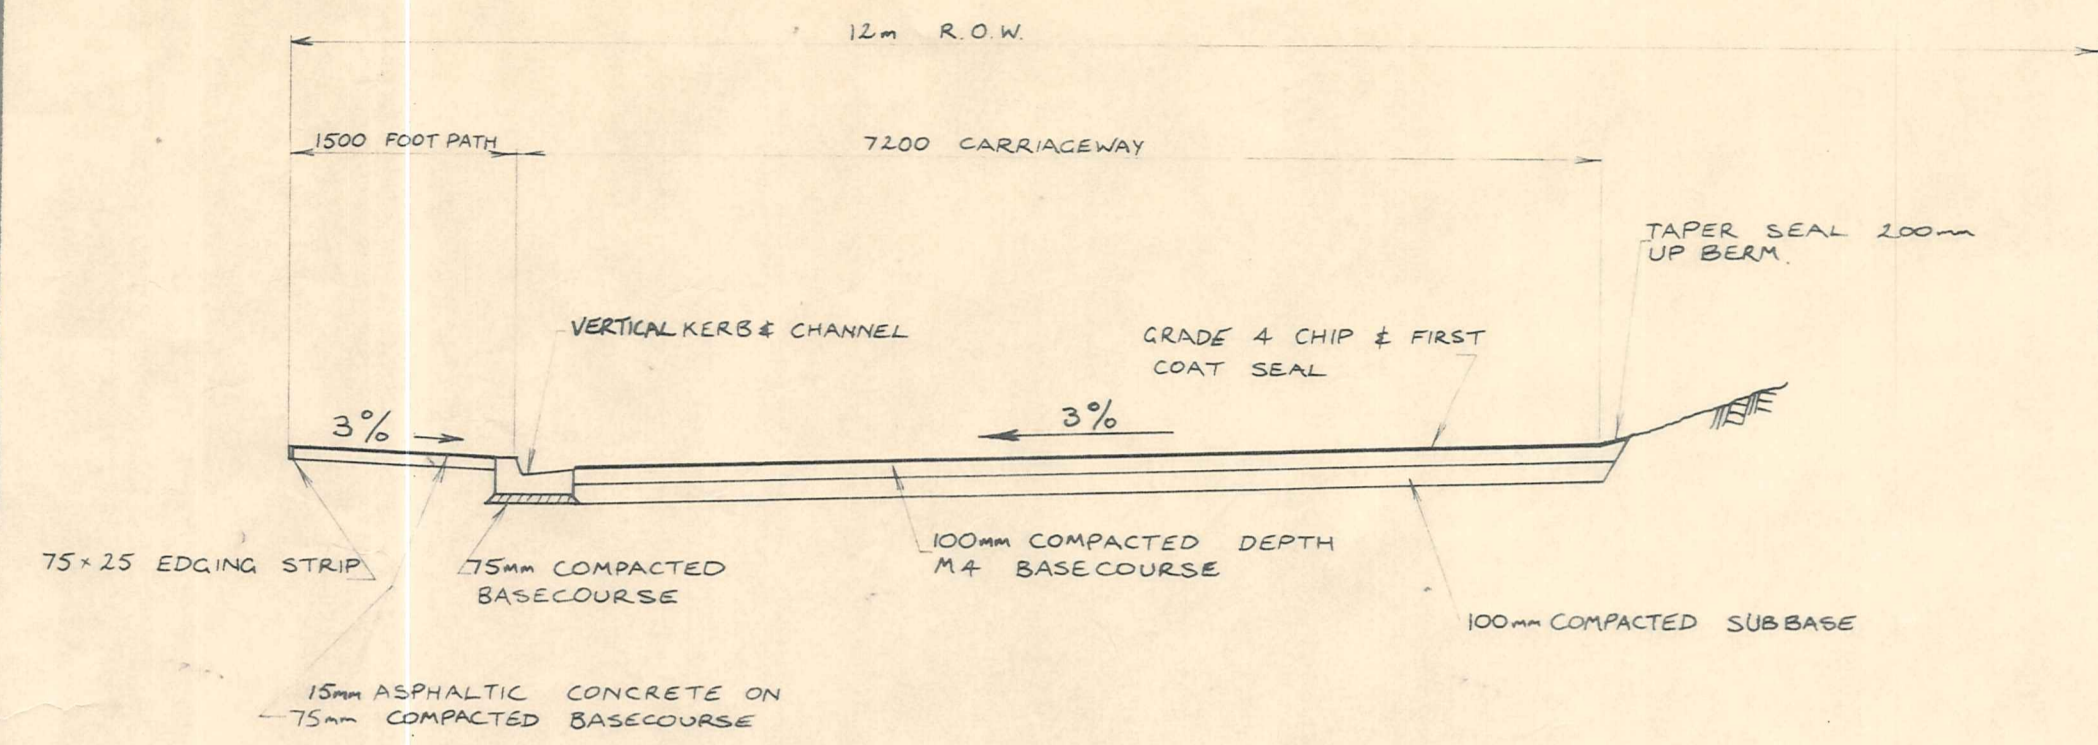 12m R.O.W.
1500 FOOT PATH
7200 CARRIAGEWAY
TAPER SEAL 200mm
UP BERM.
VERTICAL KERB & CHANNEL
GRADE 4 CHIP & FIRST
COAT SEAL
3%
3%
75 x 25 EDGING STRIP
75mm COMPACTED
BASECOURSE
100mm COMPACTED DEPTH
M4 BASECOURSE
100mm COMPACTED SUBBASE
15mm ASPHALTIC CONCRETE ON
75mm COMPACTED BASECOURSE